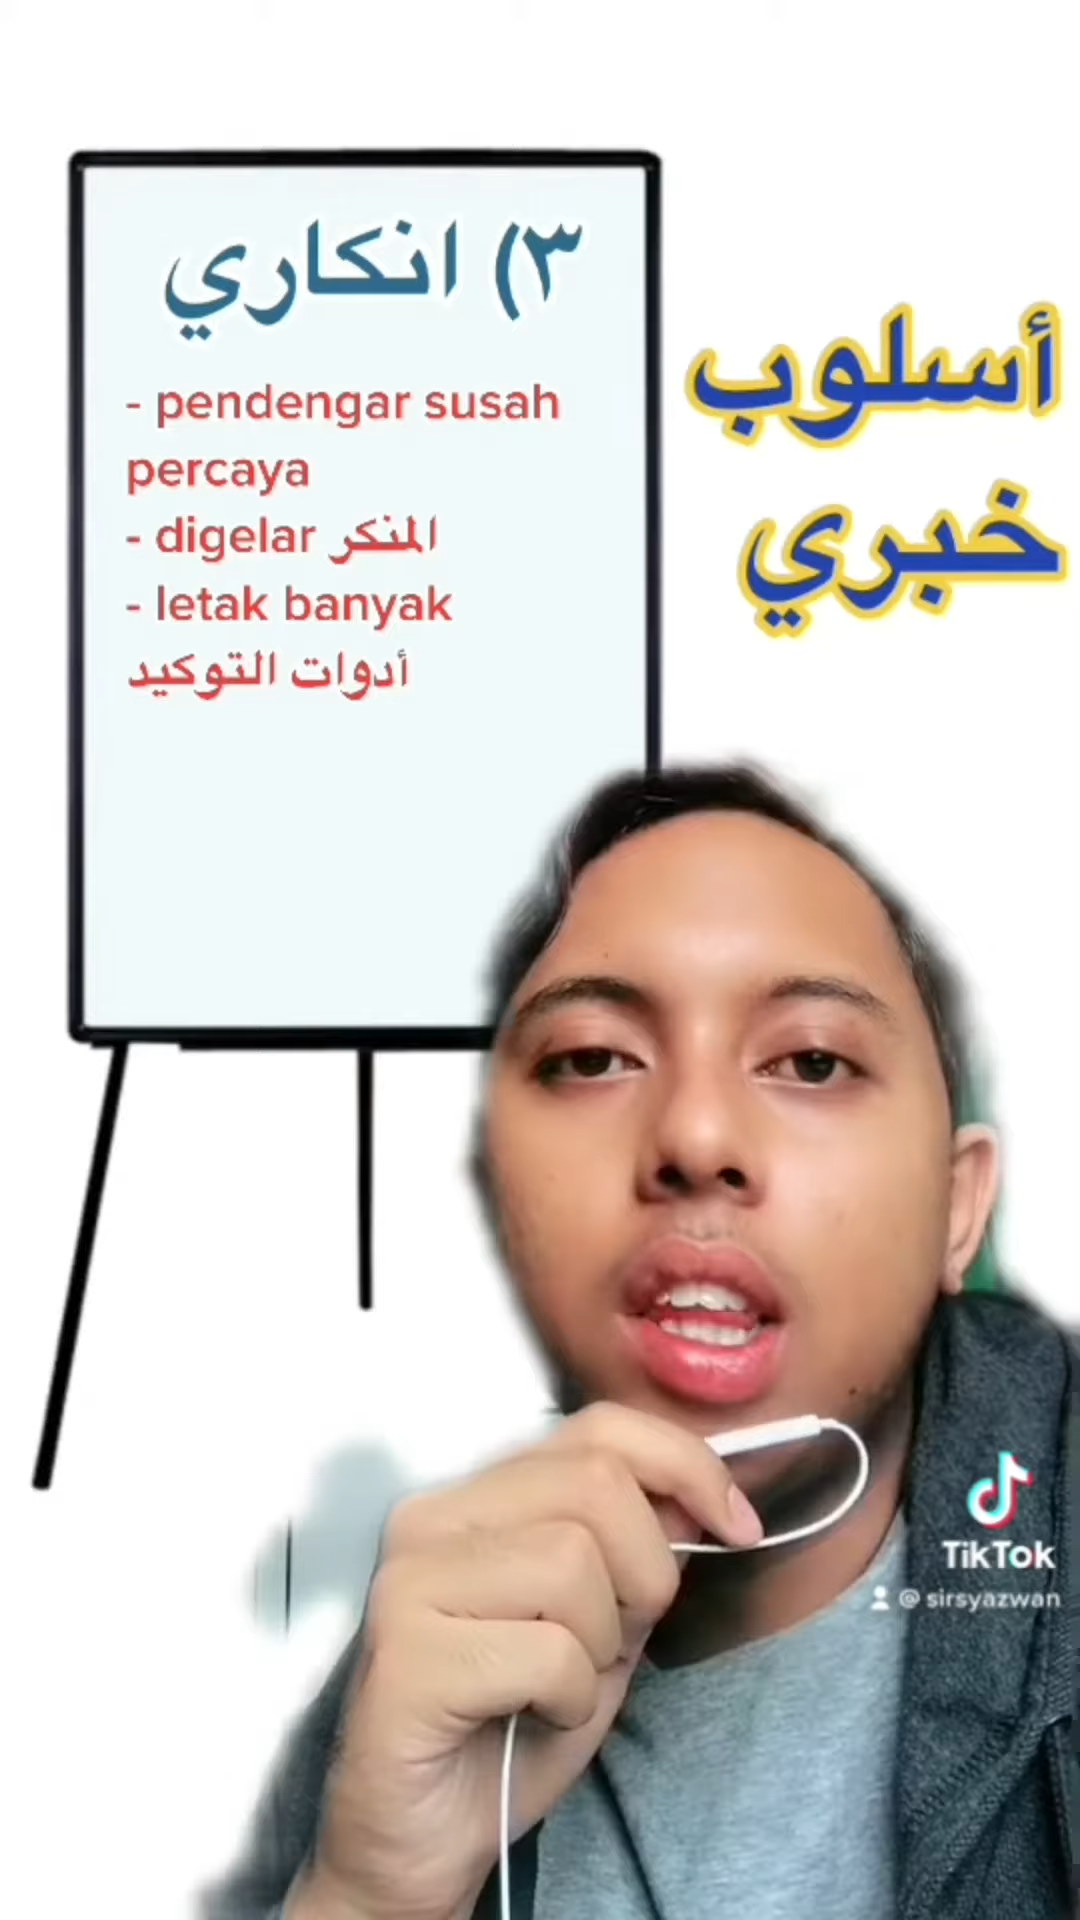 ٣) انكاري
- pendengar susah
percaya
- digelar المنكر
- letak banyak
أدوات التوكيد
أسلوب
خبري
TikTok
@ sirsyazwan